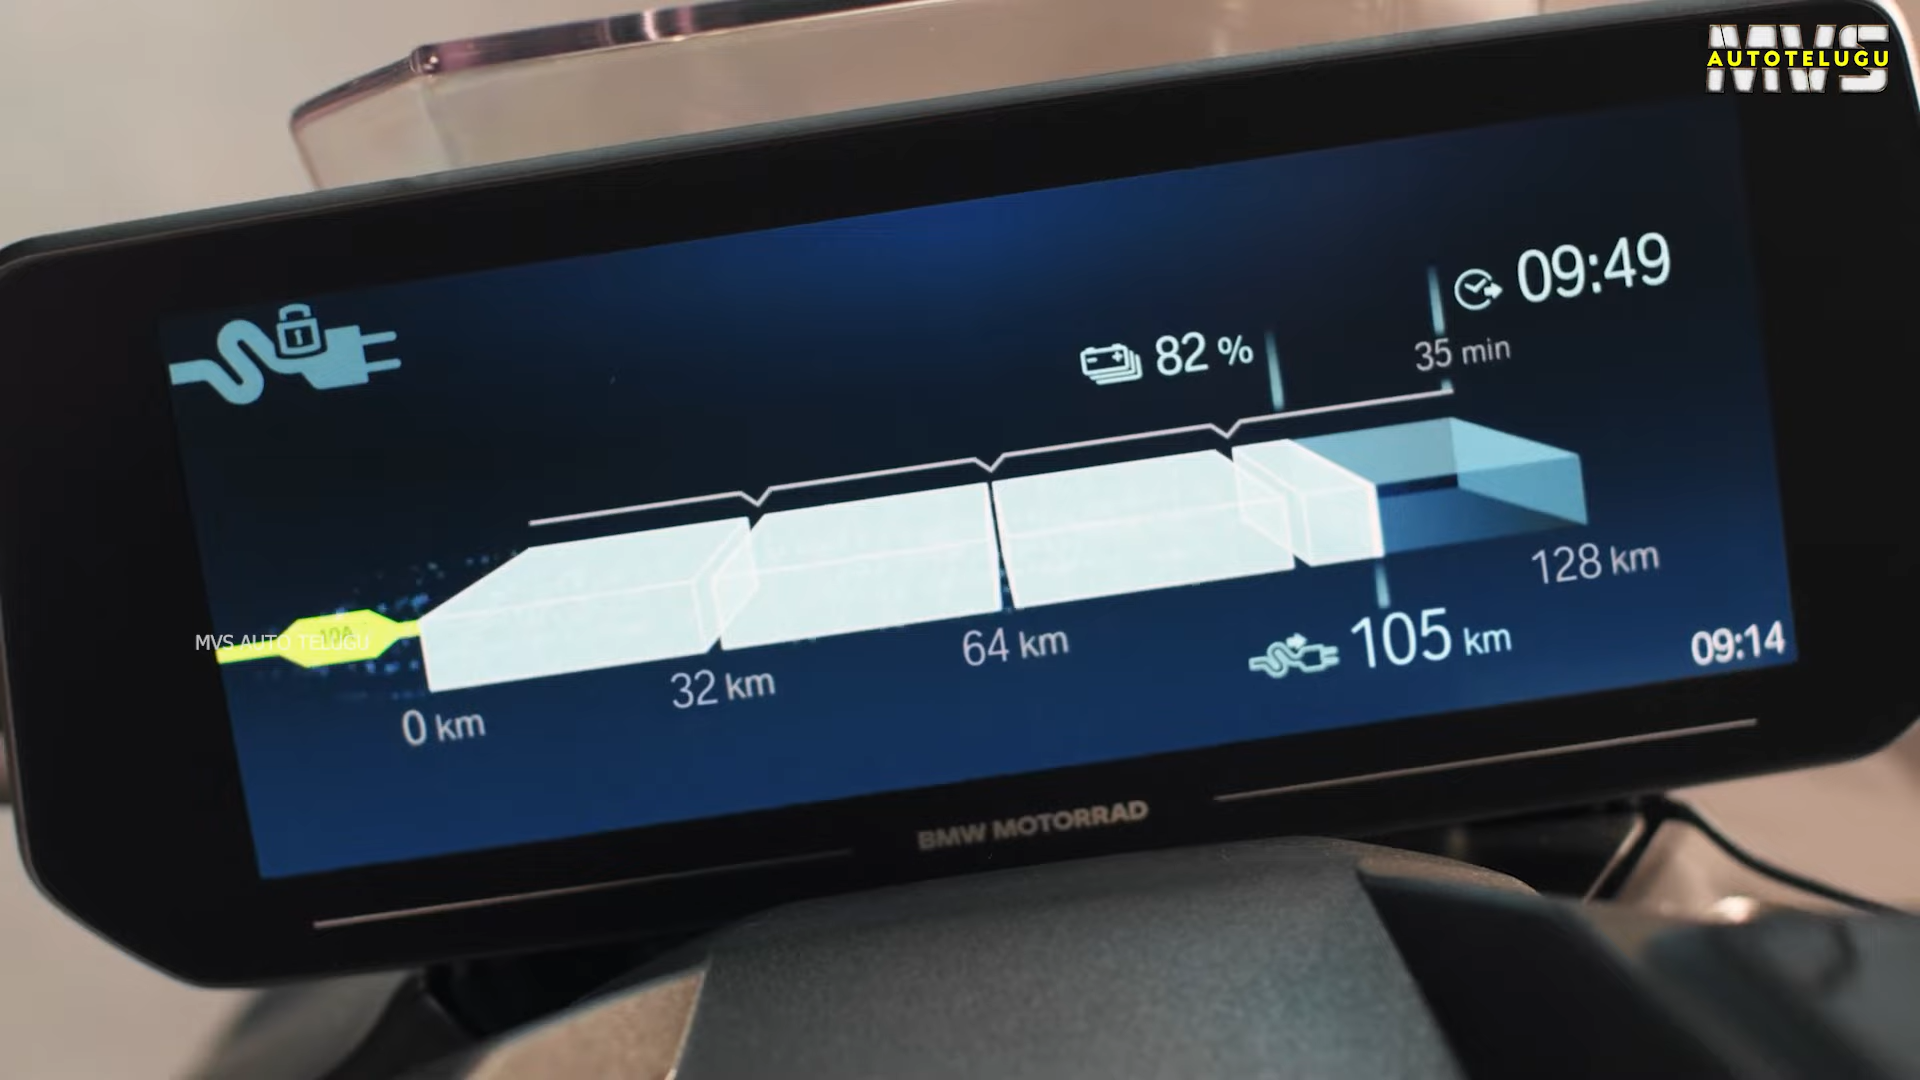 MVS
AUTOTELUGU
09:49
35 min
82 %
128 km
105 km
64 km
32 km
0 km
09:14
MVS AUTO TELUGU
BMW MOTORRAD